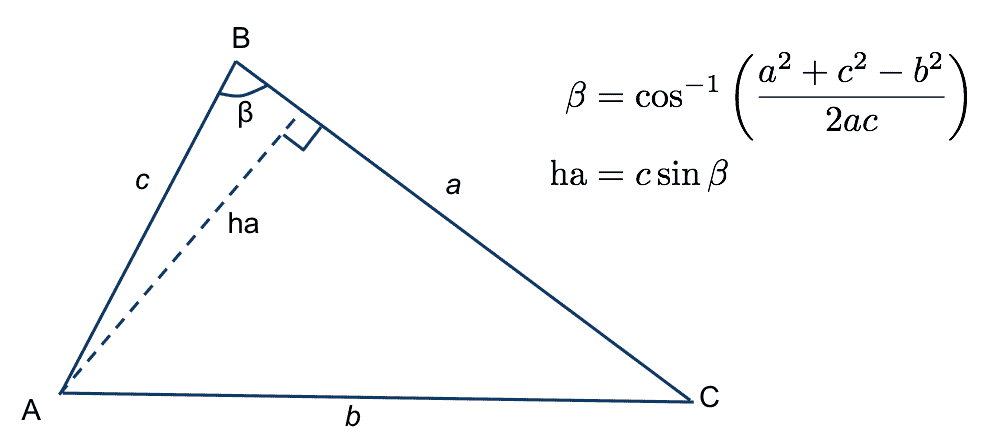 B
β
β = cos⁻¹ ( (a² + c² − b²) / 2ac )
c
a
ha = c sin β
ha
A
b
C